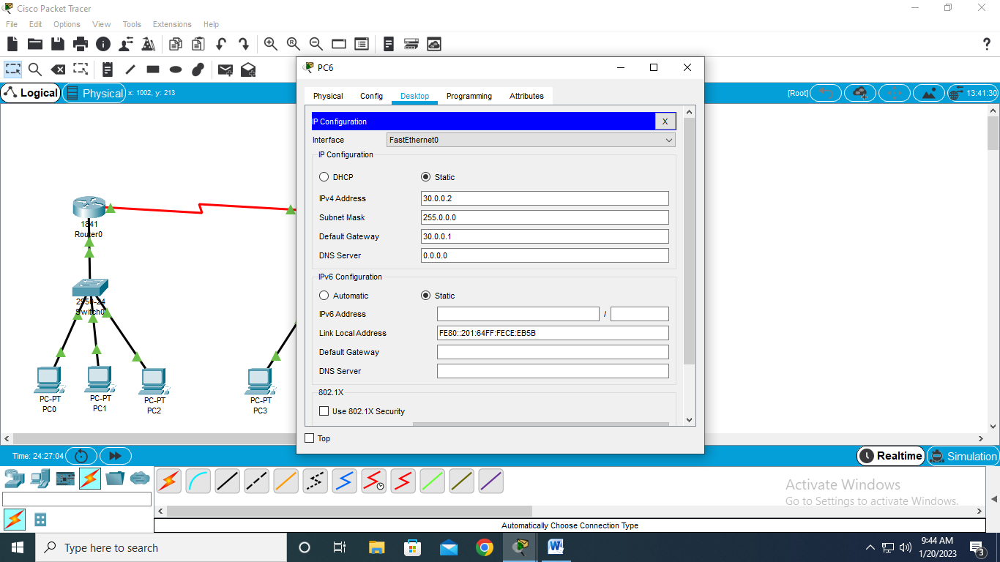 Cisco Packet Tracer
File Edit Options View Tools Extensions Help
Logical Physical x: 1002, y: 213 [Root] 13:41:30
PC6
Physical Config Desktop Programming Attributes
IP Configuration X
Interface FastEthernet0
IP Configuration
DHCP Static
IPv4 Address 30.0.0.2
Subnet Mask 255.0.0.0
Default Gateway 30.0.0.1
DNS Server 0.0.0.0
IPv6 Configuration
Automatic Static
IPv6 Address /
Link Local Address FE80::201:64FF:FECE:EB5B
Default Gateway
DNS Server
802.1X
Use 802.1X Security
Top
1841
Router0
2950-24
Switch0
PC-PT PC-PT PC-PT PC-PT
PC0 PC1 PC2 PC3
Time: 24:27:04 Realtime Simulation
Activate Windows
Go to Settings to activate Windows.
Automatically Choose Connection Type
Type here to search
9:44 AM
1/20/2023
3